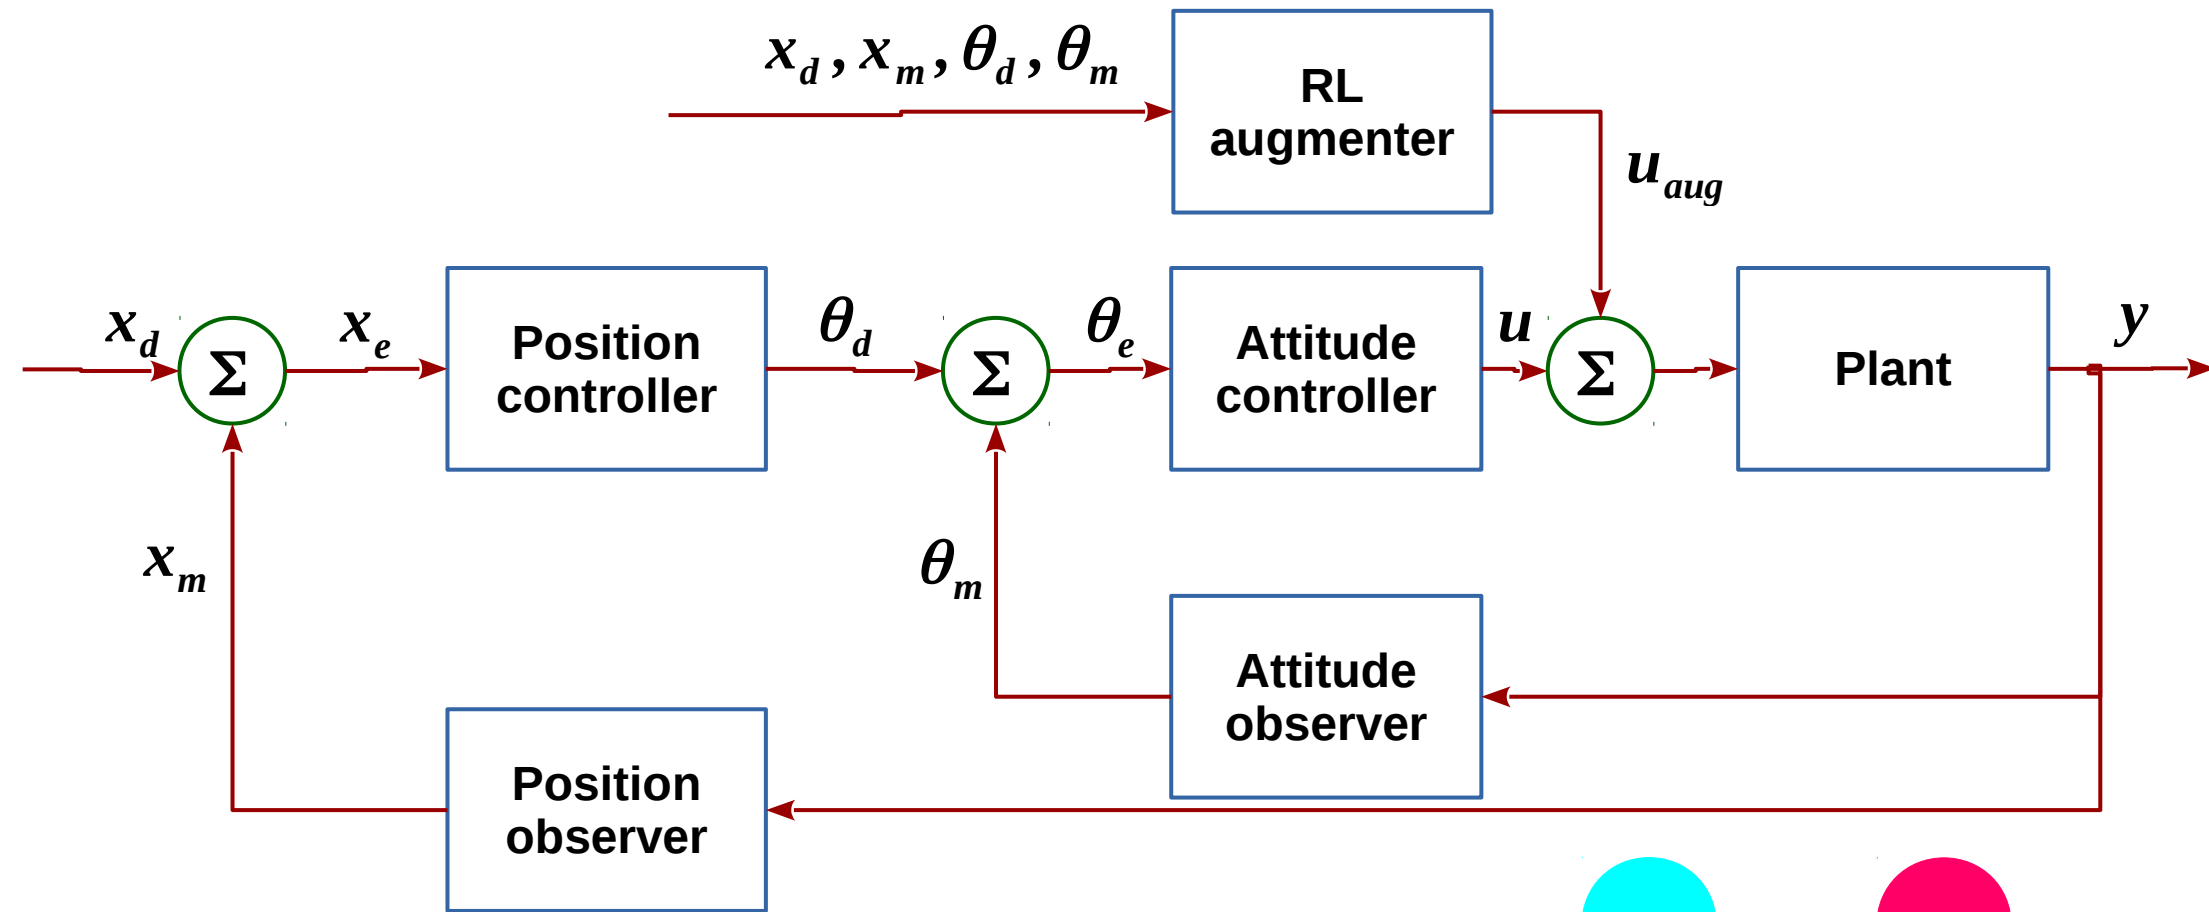 x_d , x_m , θ_d , θ_m
RL
augmenter
u_aug
x_d
Σ
x_e
Position
controller
θ_d
Σ
θ_e
Attitude
controller
u
Σ
Plant
y
x_m
θ_m
Attitude
observer
Position
observer